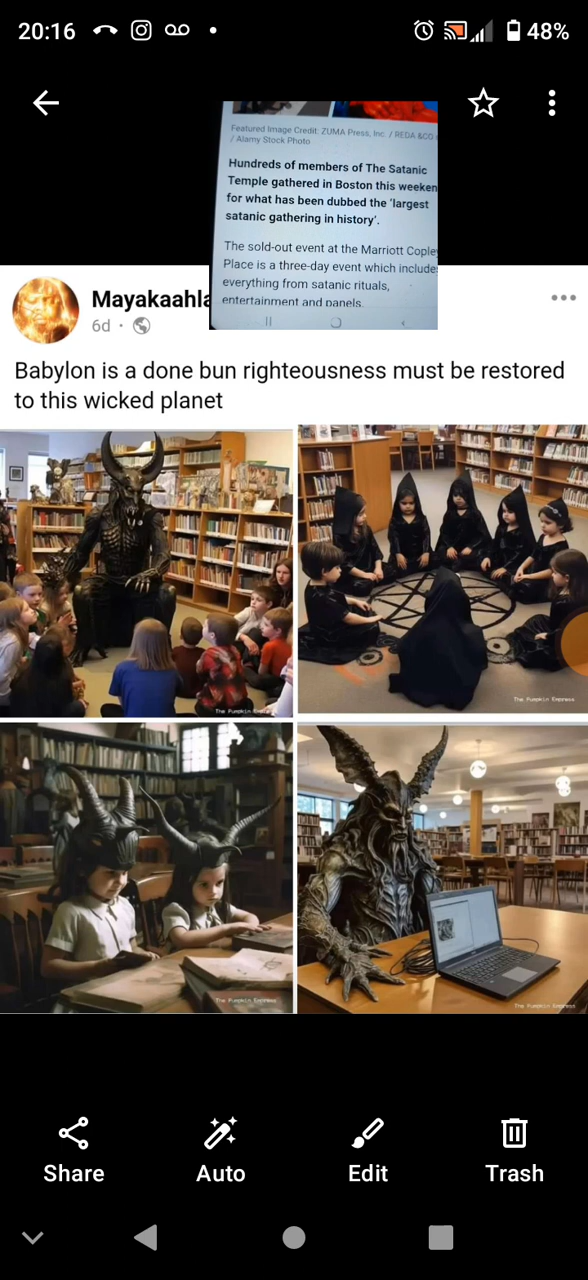 20:16
48%
Featured Image Credit: ZUMA Press, Inc. / REDA &CO
/ Alamy Stock Photo
Hundreds of members of The Satanic
Temple gathered in Boston this weeken
for what has been dubbed the 'largest
satanic gathering in history'.
The sold-out event at the Marriott Copley
Place is a three-day event which includes
everything from satanic rituals,
entertainment and panels.
Mayakaahla
6d
Babylon is a done bun righteousness must be restored
to this wicked planet
The Pumpkin Express
The Pumpkin Express
The Pumpkin Express
The Pumpkin Express
Share
Auto
Edit
Trash